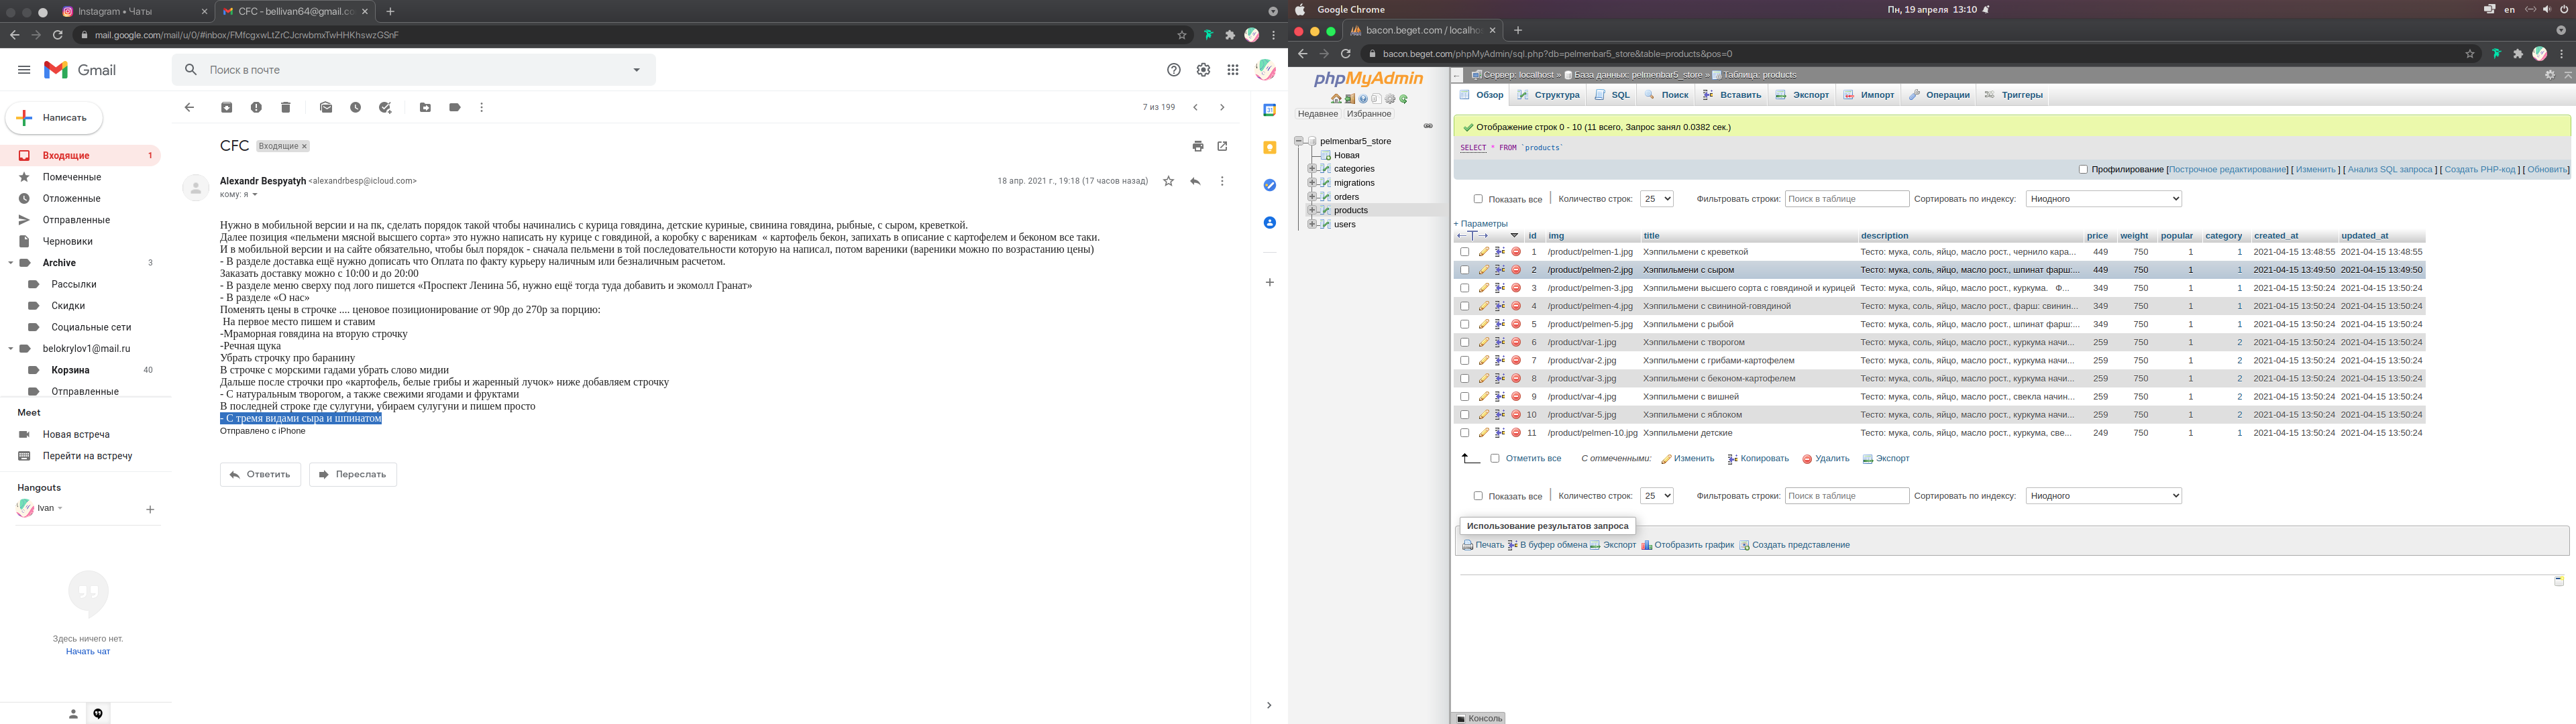 Instagram • Чаты
CFC - bellivan64@gmail.co
mail.google.com/mail/u/0/#inbox/FMfcgxwLtZrCJcrwbmxTwHHKhswzGSnF
Gmail
Поиск в почте
Написать
7 из 199
Входящие 1
Помеченные
Отложенные
Отправленные
Черновики
Archive 3
Рассылки
Скидки
Социальные сети
belokrylov1@mail.ru
Корзина 40
Отправленные
Meet
Новая встреча
Перейти на встречу
Hangouts
Ivan
Здесь ничего нет.
Начать чат
CFC Входящие ×
Alexandr Bespyatyh <alexandrbesp@icloud.com>
18 апр. 2021 г., 19:18 (17 часов назад)
кому: я
Нужно в мобильной версии и на пк, сделать порядок такой чтобы начинались с курица говядина, детские куриные, свинина говядина, рыбные, с сыром, креветкой.
Далее позиция «пельмени мясной высшего сорта» это нужно написать ну курице с говядиной, а коробку с вареникам « картофель бекон, запихать в описание с картофелем и беконом все таки.
И в мобильной версии и на сайте обязательно, чтобы был порядок - сначала пельмени в той последовательности которую на написал, потом вареники (вареники можно по возрастанию цены)
- В разделе доставка ещё нужно дописать что Оплата по факту курьеру наличным или безналичным расчетом.
Заказать доставку можно с 10:00 и до 20:00
- В разделе меню сверху под лого пишется «Проспект Ленина 5б, нужно ещё тогда туда добавить и экомолл Гранат»
- В разделе «О нас»
Поменять цены в строчке .... ценовое позиционирование от 90р до 270р за порцию:
На первое место пишем и ставим
-Мраморная говядина на вторую строчку
-Речная щука
Убрать строчку про баранину
В строчке с морскими гадами убрать слово мидии
Дальше после строчки про «картофель, белые грибы и жаренный лучок» ниже добавляем строчку
- С натуральным творогом, а также свежими ягодами и фруктами
В последней строке где сулугуни, убираем сулугуни и пишем просто
- С тремя видами сыра и шпинатом
Отправлено с iPhone
Ответить
Переслать
Google Chrome
Пн, 19 апреля 13:10
en
bacon.beget.com / localho
bacon.beget.com/phpMyAdmin/sql.php?db=pelmenbar5_store&table=products&pos=0
phpMyAdmin
Недавнее Избранное
pelmenbar5_store
Новая
categories
migrations
orders
products
users
Сервер: localhost » База данных: pelmenbar5_store » Таблица: products
Обзор Структура SQL Поиск Вставить Экспорт Импорт Операции Триггеры
Отображение строк 0 - 10 (11 всего, Запрос занял 0.0382 сек.)
SELECT * FROM `products`
Профилирование [Построчное редактирование] [ Изменить ] [ Анализ SQL запроса ] [ Создать PHP-код ] [ Обновить]
Показать все Количество строк: 25 Фильтровать строки: Поиск в таблице Сортировать по индексу: Ниодного
+ Параметры
←T→ id img title description price weight popular category created_at updated_at
1 /product/pelmen-1.jpg Хэппильмени с креветкой Тесто: мука, соль, яйцо, масло рост., чернило кара... 449 750 1 1 2021-04-15 13:48:55 2021-04-15 13:48:55
2 /product/pelmen-2.jpg Хэппильмени с сыром Тесто: мука, соль, яйцо, масло рост., шпинат фарш:... 449 750 1 1 2021-04-15 13:49:50 2021-04-15 13:49:50
3 /product/pelmen-3.jpg Хэппильмени высшего сорта с говядиной и курицей Тесто: мука, соль, яйцо, масло рост., куркума. Ф... 349 750 1 1 2021-04-15 13:50:24 2021-04-15 13:50:24
4 /product/pelmen-4.jpg Хэппильмени с свининой-говядиной Тесто: мука, соль, яйцо, масло рост., фарш: свинин... 349 750 1 1 2021-04-15 13:50:24 2021-04-15 13:50:24
5 /product/pelmen-5.jpg Хэппильмени с рыбой Тесто: мука, соль, яйцо, масло рост., шпинат фарш:... 349 750 1 1 2021-04-15 13:50:24 2021-04-15 13:50:24
6 /product/var-1.jpg Хэппильмени с творогом Тесто: мука, соль, яйцо, масло рост., куркума начи... 259 750 1 2 2021-04-15 13:50:24 2021-04-15 13:50:24
7 /product/var-2.jpg Хэппильмени с грибами-картофелем Тесто: мука, соль, яйцо, масло рост., куркума начи... 259 750 1 2 2021-04-15 13:50:24 2021-04-15 13:50:24
8 /product/var-3.jpg Хэппильмени с беконом-картофелем Тесто: мука, соль, яйцо, масло рост., куркума начи... 259 750 1 2 2021-04-15 13:50:24 2021-04-15 13:50:24
9 /product/var-4.jpg Хэппильмени с вишней Тесто: мука, соль, яйцо, масло рост., свекла начин... 259 750 1 2 2021-04-15 13:50:24 2021-04-15 13:50:24
10 /product/var-5.jpg Хэппильмени с яблоком Тесто: мука, соль, яйцо, масло рост., куркума начи... 259 750 1 2 2021-04-15 13:50:24 2021-04-15 13:50:24
11 /product/pelmen-10.jpg Хэппильмени детские Тесто: мука, соль, яйцо, масло рост., куркума, све... 249 750 1 1 2021-04-15 13:50:24 2021-04-15 13:50:24
Отметить все С отмеченными: Изменить Копировать Удалить Экспорт
Показать все Количество строк: 25 Фильтровать строки: Поиск в таблице Сортировать по индексу: Ниодного
Использование результатов запроса
Печать В буфер обмена Экспорт Отобразить график Создать представление
Консоль